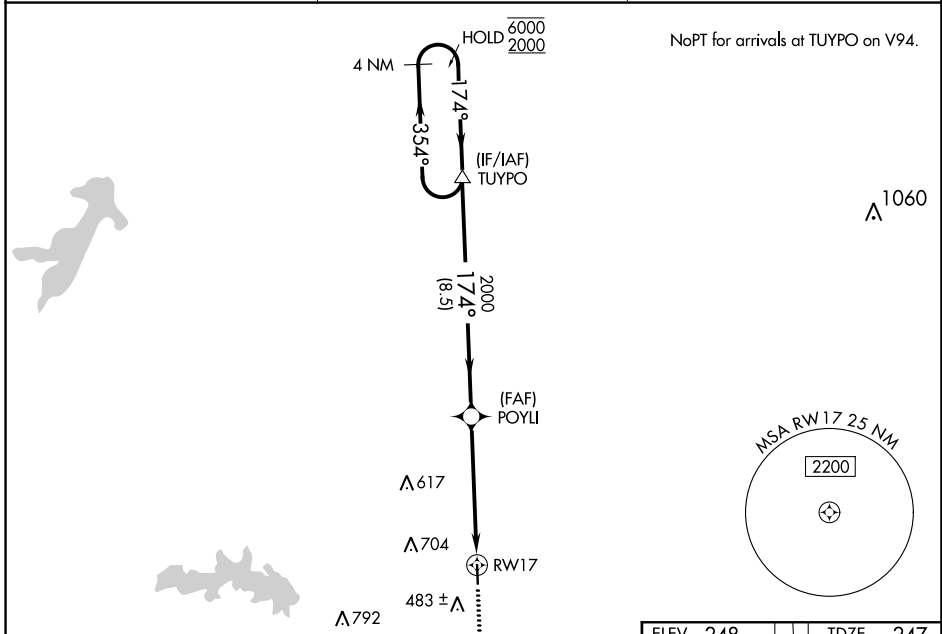 HOLD 6000
2000
NoPT for arrivals at TUYPO on V94.
4 NM
174°
354°
(IF/IAF)
TUYPO
1060
2000
174°
(8.5)
(FAF)
POYLI
MSA RW17 25 NM
2200
617
704
RW17
483 ±
792
ELEV 248
TDZE 247